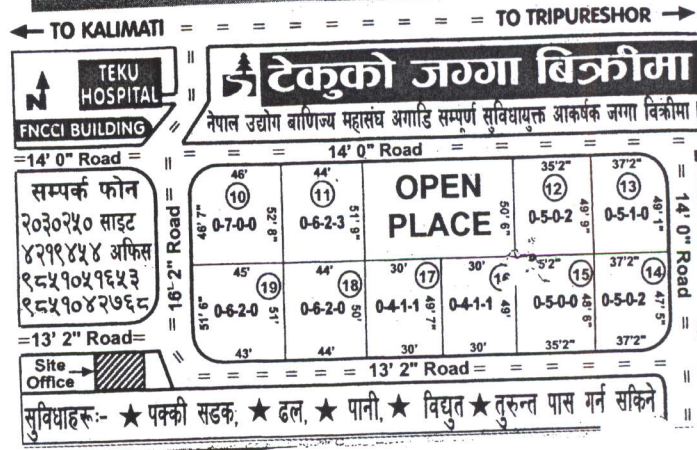 ← TO KALIMATI
TO TRIPURESHOR →
N
TEKU
HOSPITAL
FNCCI BUILDING
टेकुको जग्गा बिक्रीमा
नेपाल उद्योग बाणिज्य महासंघ अगाडि सम्पूर्ण सुविधायुक्त आकर्षक जग्गा विक्रीमा
14' 0" Road
14' 0" Road
सम्पर्क फोन
२०३०२५० साइट
४२१९४५४ अफिस
९८५१०५१६५३
९८५१०४२७६८
16' 2" Road
14' 0" Road
46'
10
46' 7"
52' 8"
0-7-0-0
44'
11
0-6-2-3
51' 9"
OPEN
PLACE
50' 6"
35'2"
12
0-5-0-2
49' 9"
37'2"
13
0-5-1-0
49' 1"
45'
19
51' 6"
0-6-2-0
51'
43'
44'
18
0-6-2-0
50'
44'
30'
17
0-4-1-1
49' 7"
30'
30'
0-4-1-1
49'
30'
5'2"
15
0-5-0-0
48' 6"
35'2"
37'2"
14
0-5-0-2
47' 5"
37'2"
13' 2" Road
13' 2" Road
Site
Office
सुविधाहरू:- ★ पक्की सडक, ★ ढल, ★ पानी, ★ विद्युत ★ तुरुन्त पास गर्न सकिने